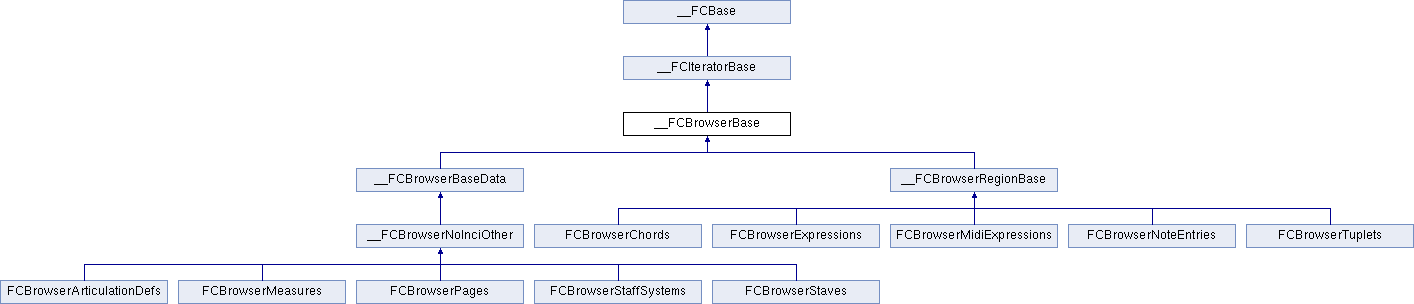 __FCBase
__FCIteratorBase
__FCBrowserBase
__FCBrowserBaseData
__FCBrowserRegionBase
__FCBrowserNoInciOther
FCBrowserChords
FCBrowserExpressions
FCBrowserMidiExpressions
FCBrowserNoteEntries
FCBrowserTuplets
FCBrowserArticulationDefs
FCBrowserMeasures
FCBrowserPages
FCBrowserStaffSystems
FCBrowserStaves